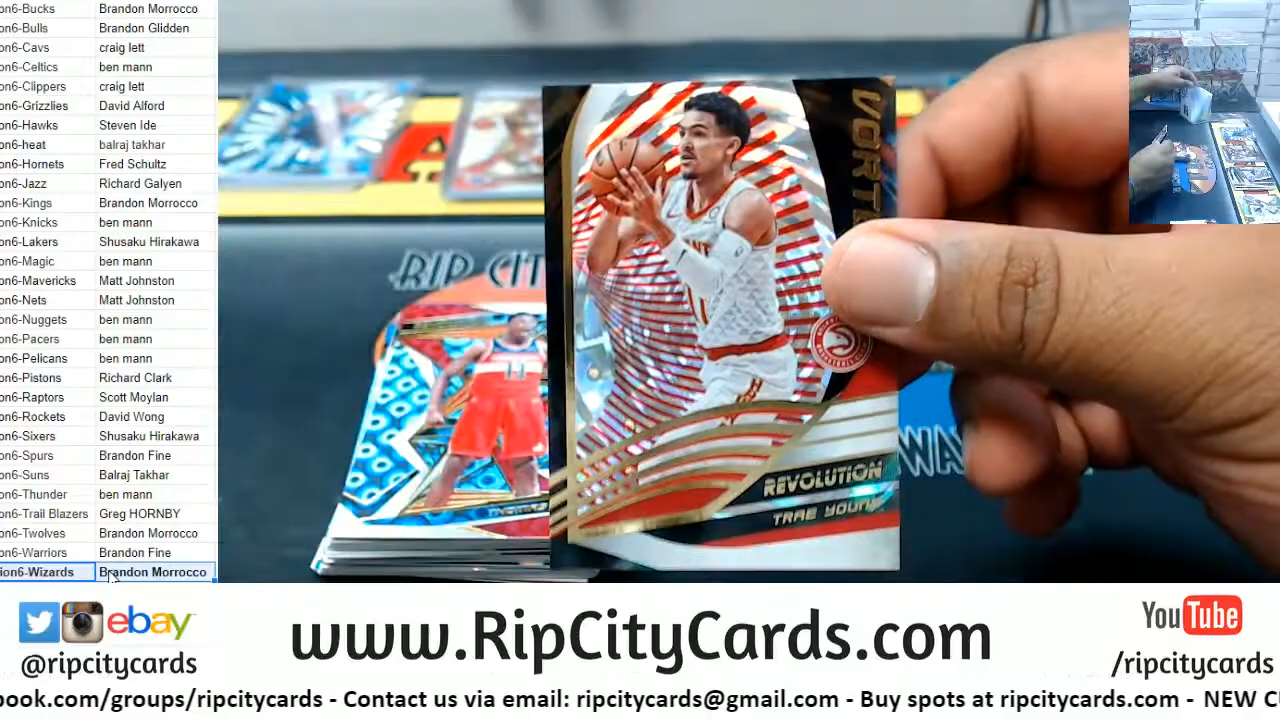 on6-Bucks Brandon Morrocco
on6-Bulls Brandon Glidden
on6-Cavs craig lett
on6-Celtics ben mann
on6-Clippers craig lett
on6-Grizzlies David Alford
on6-Hawks Steven Ide
on6-heat balraj takhar
on6-Hornets Fred Schultz
on6-Jazz Richard Galyen
on6-Kings Brandon Morrocco
on6-Knicks ben mann
on6-Lakers Shusaku Hirakawa
on6-Magic ben mann
on6-Mavericks Matt Johnston
on6-Nets Matt Johnston
on6-Nuggets ben mann
on6-Pacers ben mann
on6-Pelicans ben mann
on6-Pistons Richard Clark
on6-Raptors Scott Moylan
on6-Rockets David Wong
on6-Sixers Shusaku Hirakawa
on6-Spurs Brandon Fine
on6-Suns Balraj Takhar
on6-Thunder ben mann
on6-Trail Blazers Greg HORNBY
on6-Twolves Brandon Morrocco
on6-Warriors Brandon Fine
ion6-Wizards Brandon Morrocco
VORTE
RIP CIT
11
REVOLUTION
TRAE YOUNG
WA
ebay
@ripcitycards
www.RipCityCards.com
YouTube
/ripcitycards
book.com/groups/ripcitycards - Contact us via email: ripcitycards@gmail.com - Buy spots at ripcitycards.com - NEW C